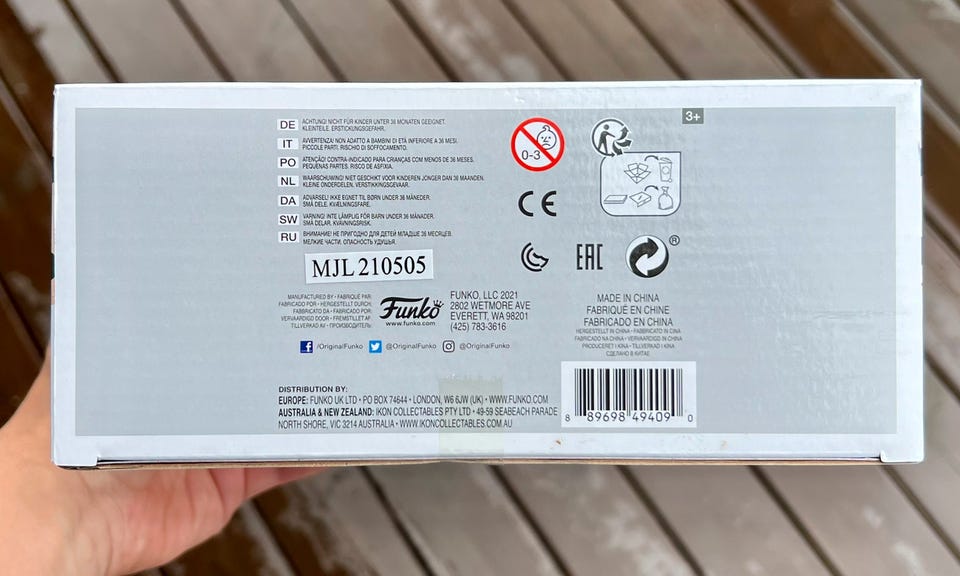 DE ACHTUNG! NICHT FÜR KINDER UNTER 36 MONATEN GEEIGNET.
KLEINTEILE. ERSTICKUNGSGEFAHR.
IT AVVERTENZA! NON ADATTO A BAMBINI DI ETÀ INFERIORE A 36 MESI.
PICCOLE PARTI. RISCHIO DI SOFFOCAMENTO.
PO ATENÇÃO! CONTRA-INDICADO PARA CRIANÇAS COM MENOS DE 36 MESES.
PEQUENAS PARTES. RISCO DE ASFIXIA.
NL WAARSCHUWING! NIET GESCHIKT VOOR KINDEREN JONGER DAN 36 MAANDEN.
KLEINE ONDERDELEN. VERSTIKKINGSGEVAAR.
DA ADVARSEL! IKKE EGNET TIL BØRN UNDER 36 MÅNEDER.
SMÅ DELE. KVÆLNINGSFARE.
SW VARNING! INTE LÄMPLIG FÖR BARN UNDER 36 MÅNADER.
SMÅ DELAR. KVÄVNINGSRISK.
RU ВНИМАНИЕ! НЕ ПРИГОДНО ДЛЯ ДЕТЕЙ МЛАДШЕ 36 МЕСЯЦЕВ.
МЕЛКИЕ ЧАСТИ. ОПАСНОСТЬ УДУШЬЯ.
MJL 210505
0-3
3+
CE
EAC
®
MANUFACTURED BY • FABRIQUÉ PAR
FABRICADO POR • HERGESTELLT DURCH
FABBRICATO DA • FABRICADO POR
VERVAARDIGD DOOR • FREMSTILLET AF
TILLVERKAD AV • ПРОИЗВОДИТЕЛЬ:
Funko
www.funko.com
FUNKO, LLC 2021
2802 WETMORE AVE
EVERETT, WA 98201
(425) 783-3616
/OriginalFunko @OriginalFunko @OriginalFunko
MADE IN CHINA
FABRIQUÉ EN CHINE
FABRICADO EN CHINA
HERGESTELLT IN CHINA • FABBRICATO IN CINA
FABRICADO NA CHINA • VERVAARDIGD IN CHINA
PRODUCERET I KINA • TILLVERKAD I KINA
СДЕЛАНО В КИТАЕ
DISTRIBUTION BY:
EUROPE: FUNKO UK LTD • PO BOX 74644 • LONDON, W6 6JW (UK) • WWW.FUNKO.COM
AUSTRALIA & NEW ZEALAND: IKON COLLECTABLES PTY LTD • 49-59 SEABEACH PARADE
NORTH SHORE, VIC 3214 AUSTRALIA • WWW.IKONCOLLECTABLES.COM.AU
8 89698 49409 0